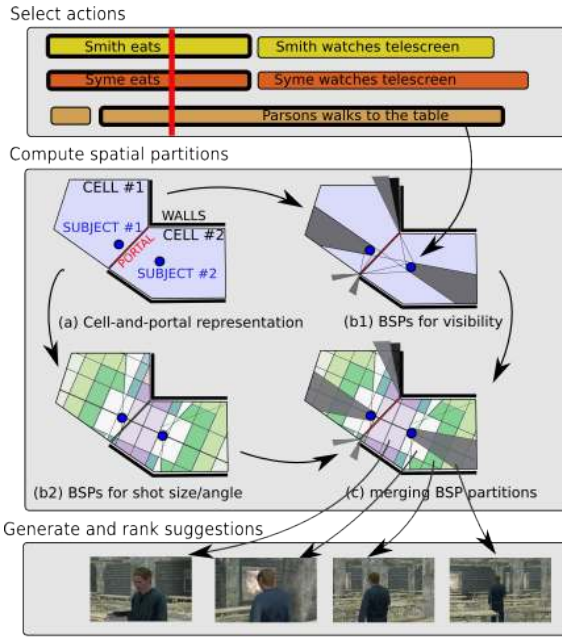 Select actions
Smith eats Smith watches telescreen
Syme eats Syme watches telescreen
Parsons walks to the table
Compute spatial partitions
CELL #1
WALLS
SUBJECT #1
CELL #2
PORTAL
SUBJECT #2
(a) Cell-and-portal representation
(b1) BSPs for visibility
(b2) BSPs for shot size/angle
(c) merging BSP partitions
Generate and rank suggestions